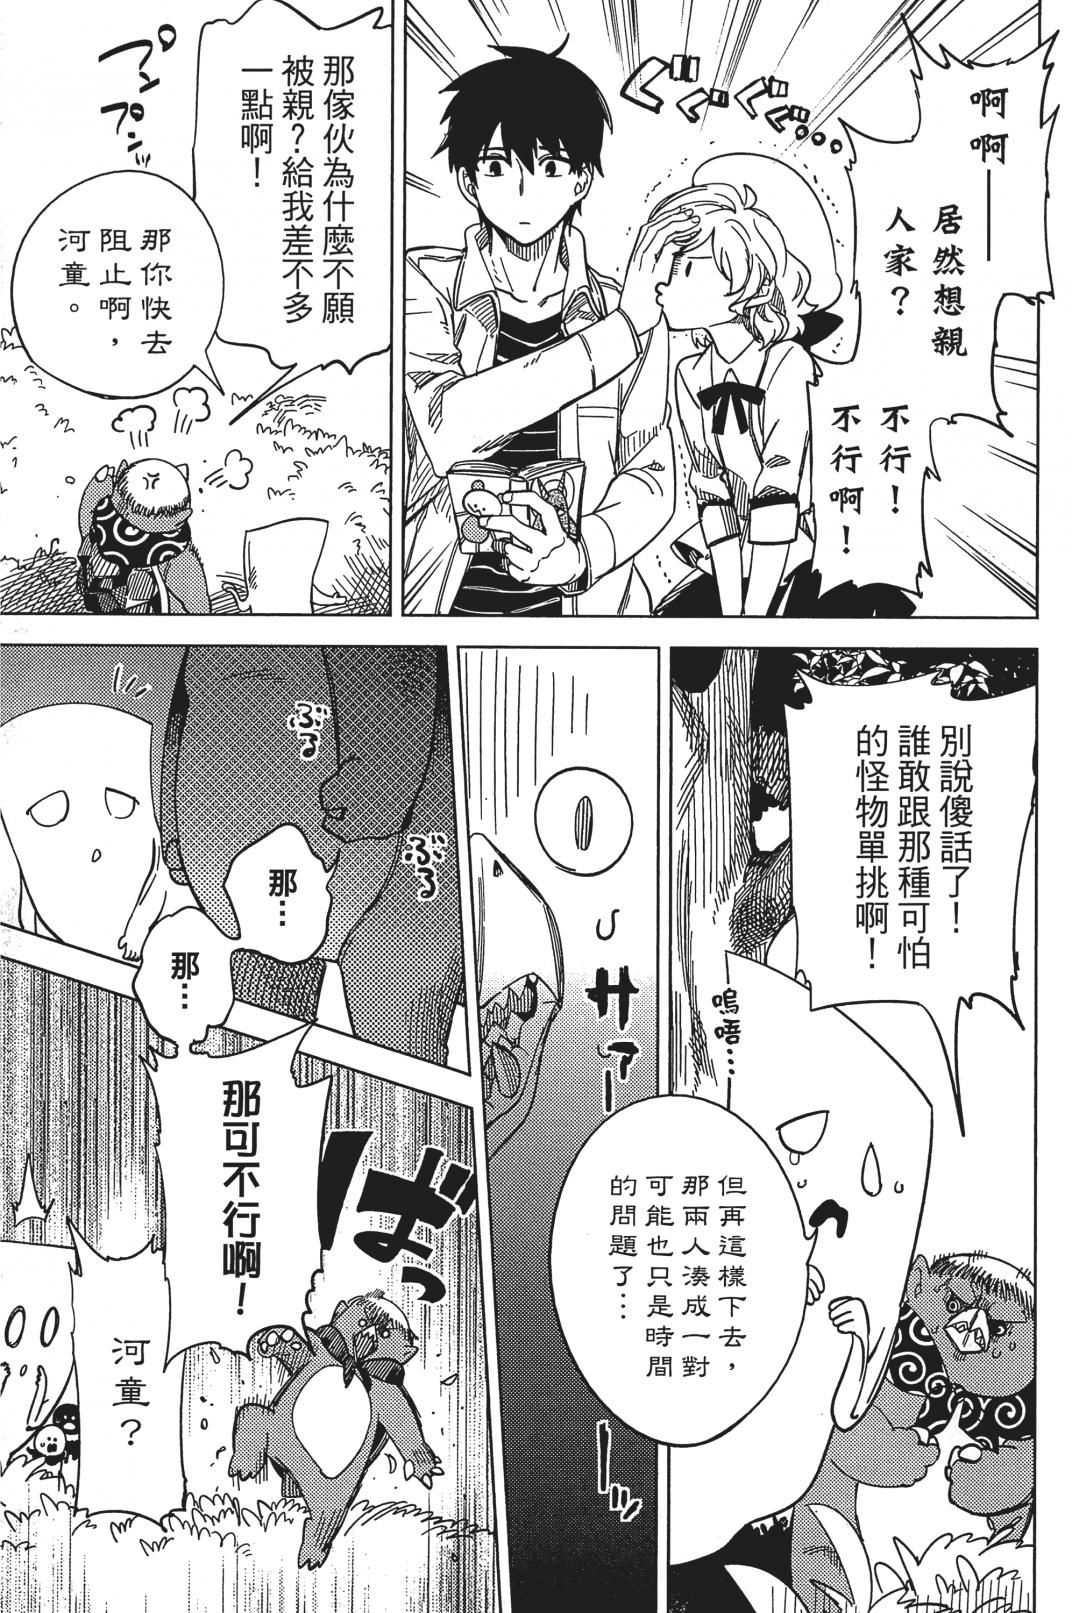 啊啊——
居然想親
人家？
不行！
不行啊！
ぐぐぐぐ…
那傢伙為什麼不願
被親？給我差不多
一點啊！
プン
プン
那你快去
阻止啊，
河童。
別說傻話了！
誰敢跟那種可怕
的怪物單挑啊！
嗚唔…
但再這樣下去，
那兩人湊成一對
可能也只是時間
的問題了…
サァー
ぶる
ぶる
那…
那…
那可不行啊！
ばっ
河童？